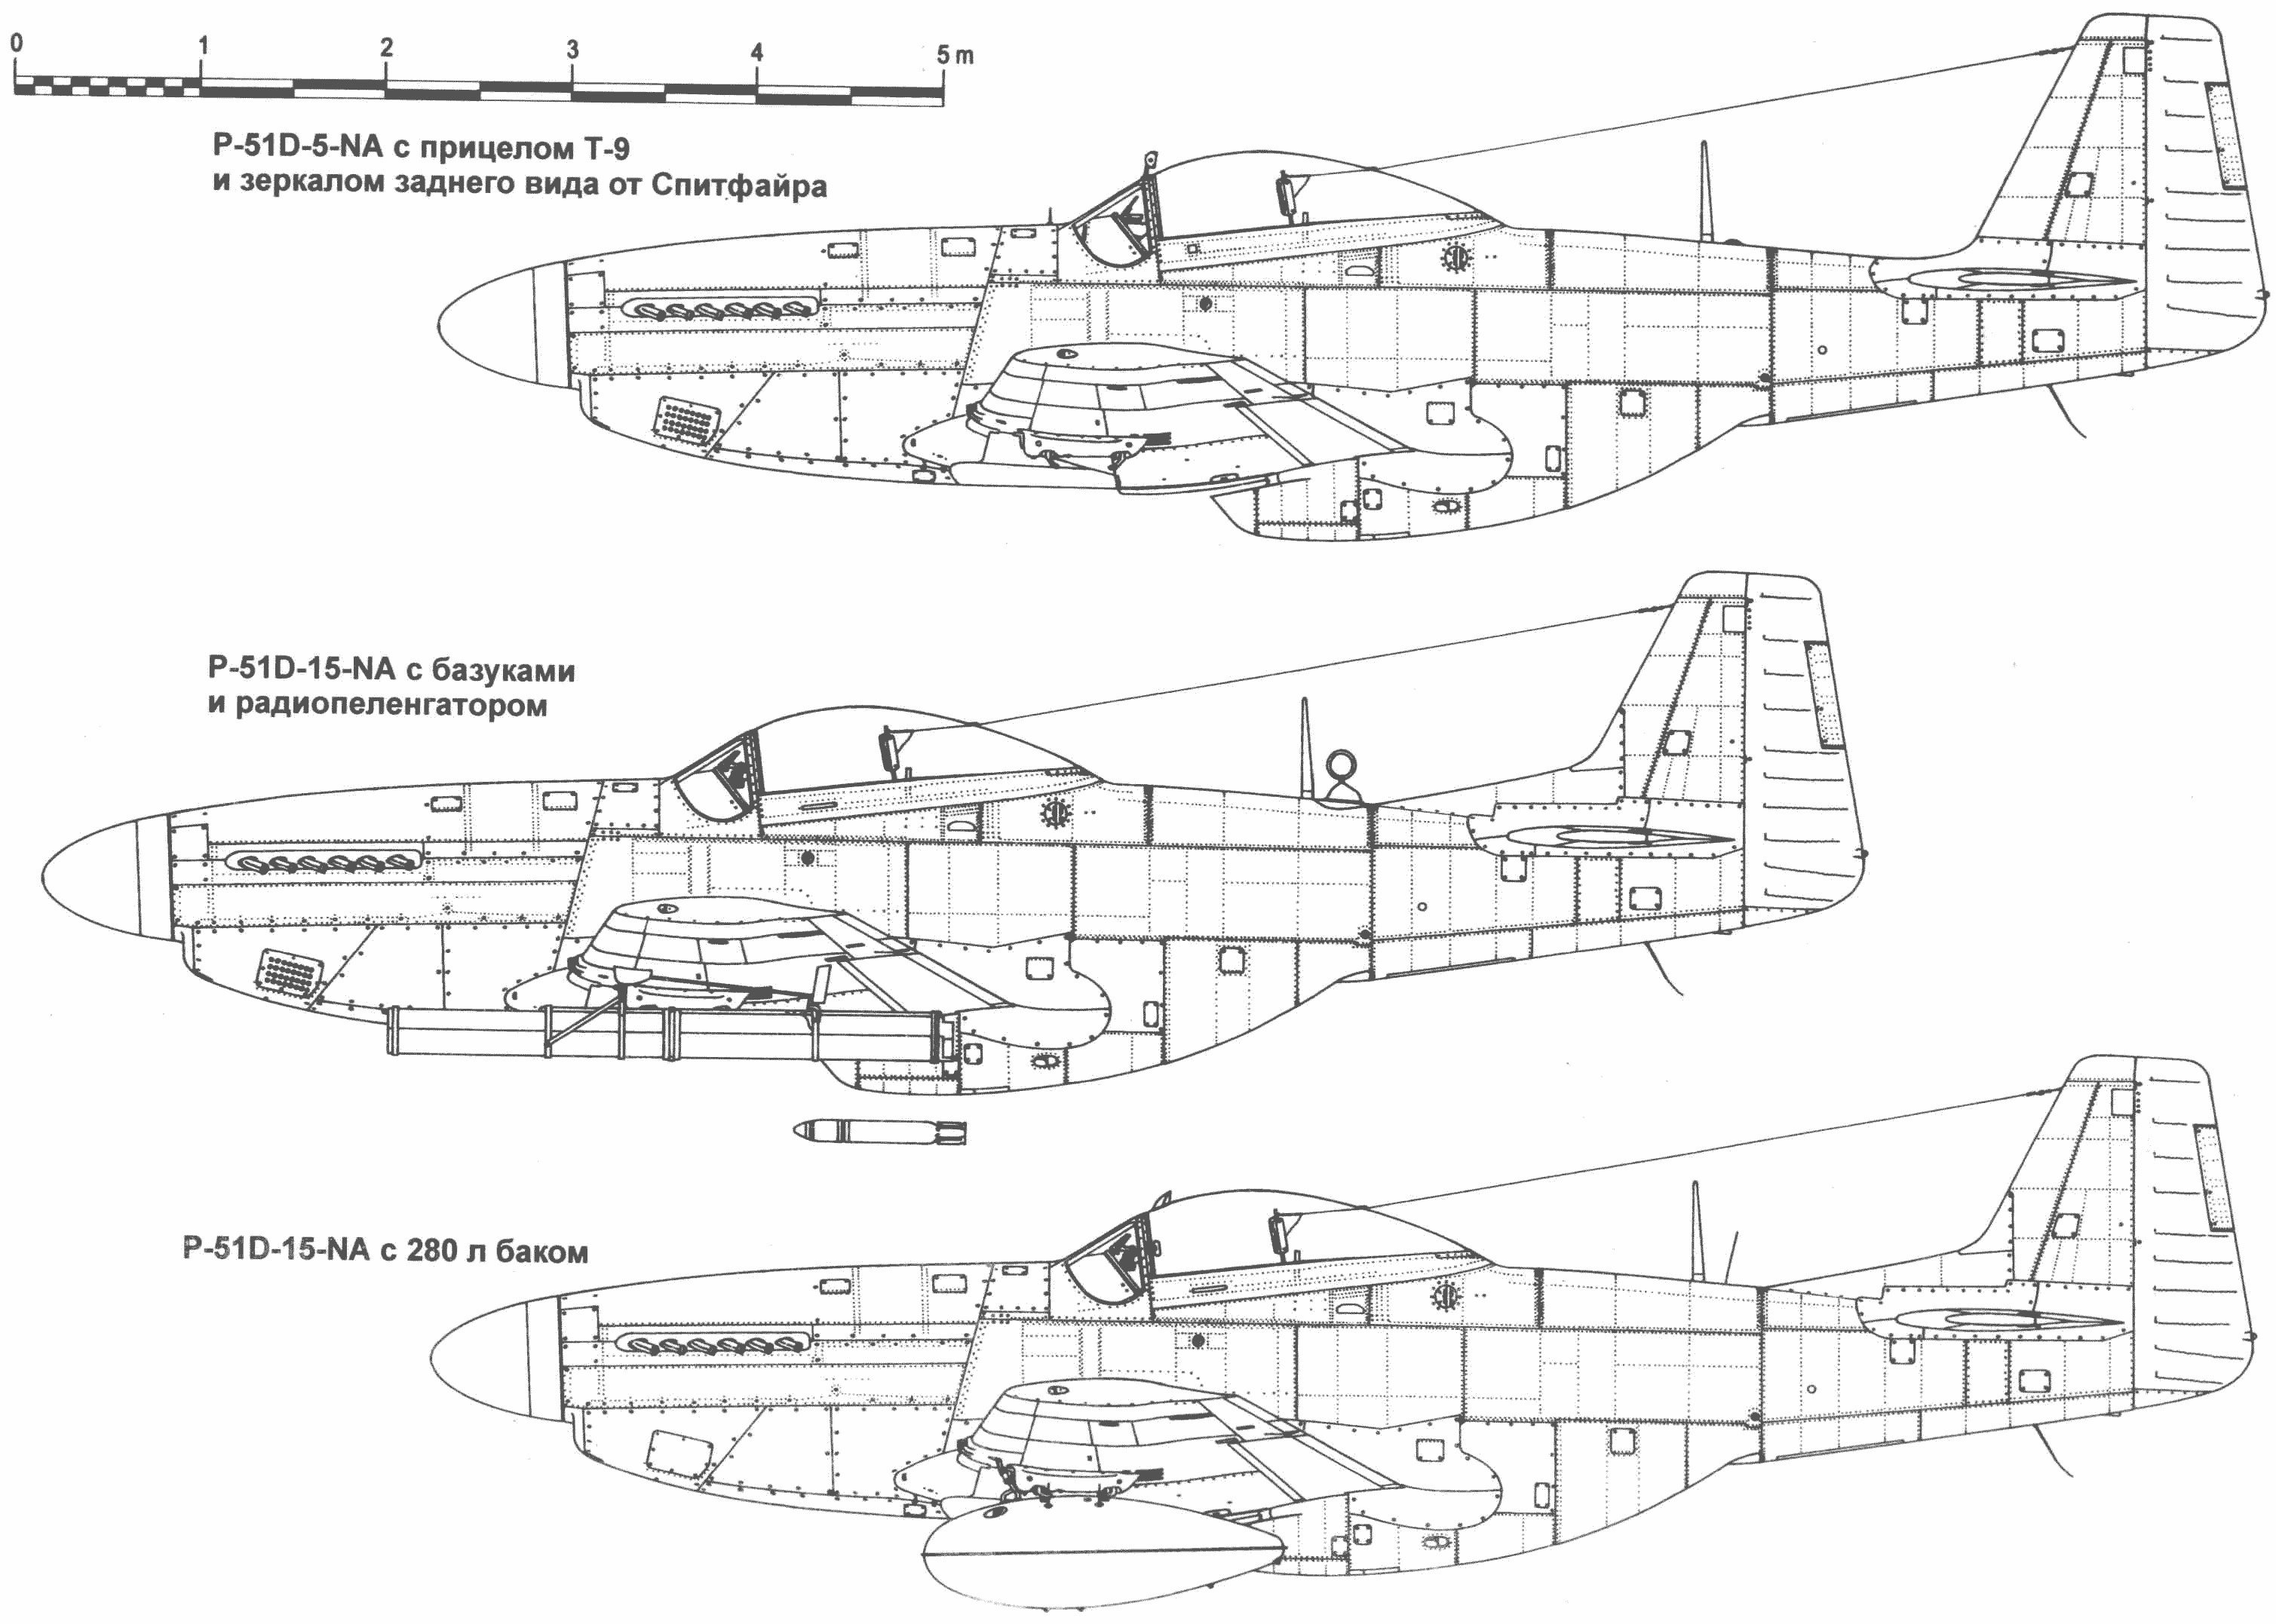 0 1 2 3 4 5 m
P-51D-5-NA с прицелом Т-9
и зеркалом заднего вида от Спитфайра
P-51D-15-NA с базуками
и радиопеленгатором
P-51D-15-NA с 280 л баком